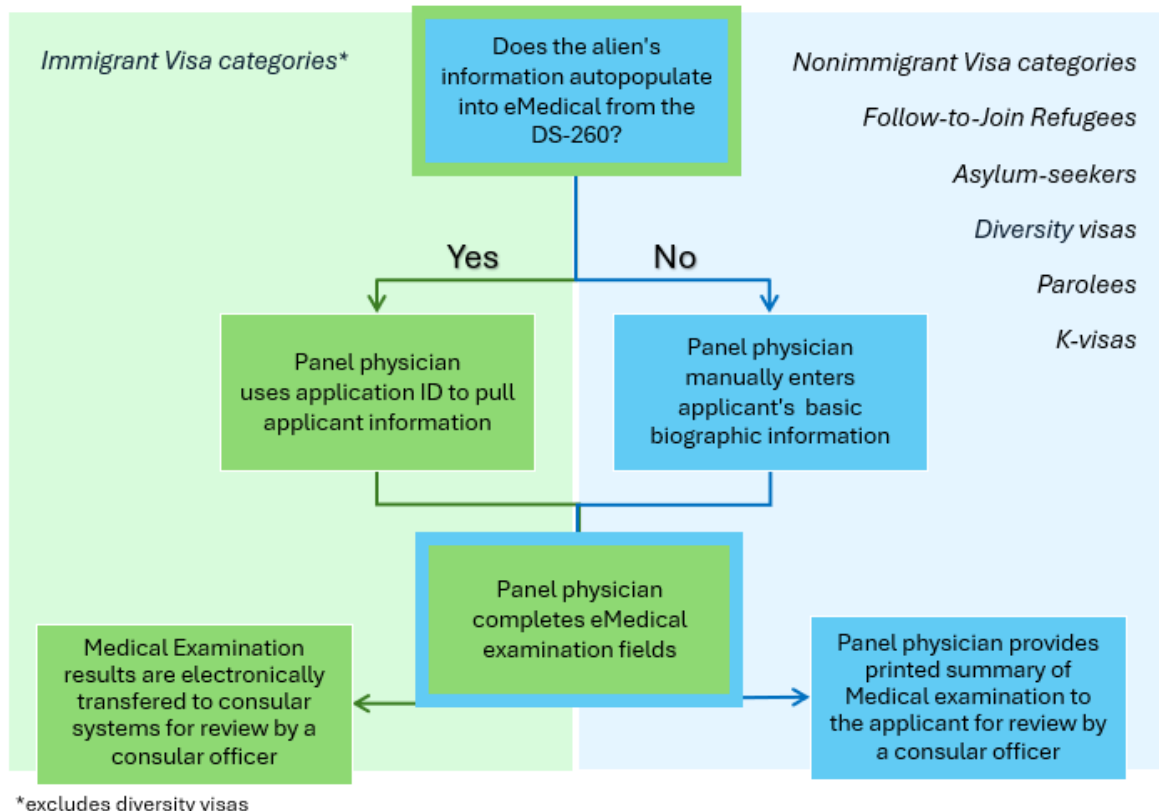 Immigrant Visa categories*
Does the alien's
information autopopulate
into eMedical from the
DS-260?
Nonimmigrant Visa categories
Follow-to-Join Refugees
Asylum-seekers
Diversity visas
Parolees
K-visas
Yes
No
Panel physician
uses application ID to pull
applicant information
Panel physician
manually enters
applicant's basic
biographic information
Panel physician
completes eMedical
examination fields
Medical Examination
results are electronically
transfered to consular
systems for review by a
consular officer
Panel physician provides
printed summary of
Medical examination to
the applicant for review by
a consular officer
*excludes diversity visas